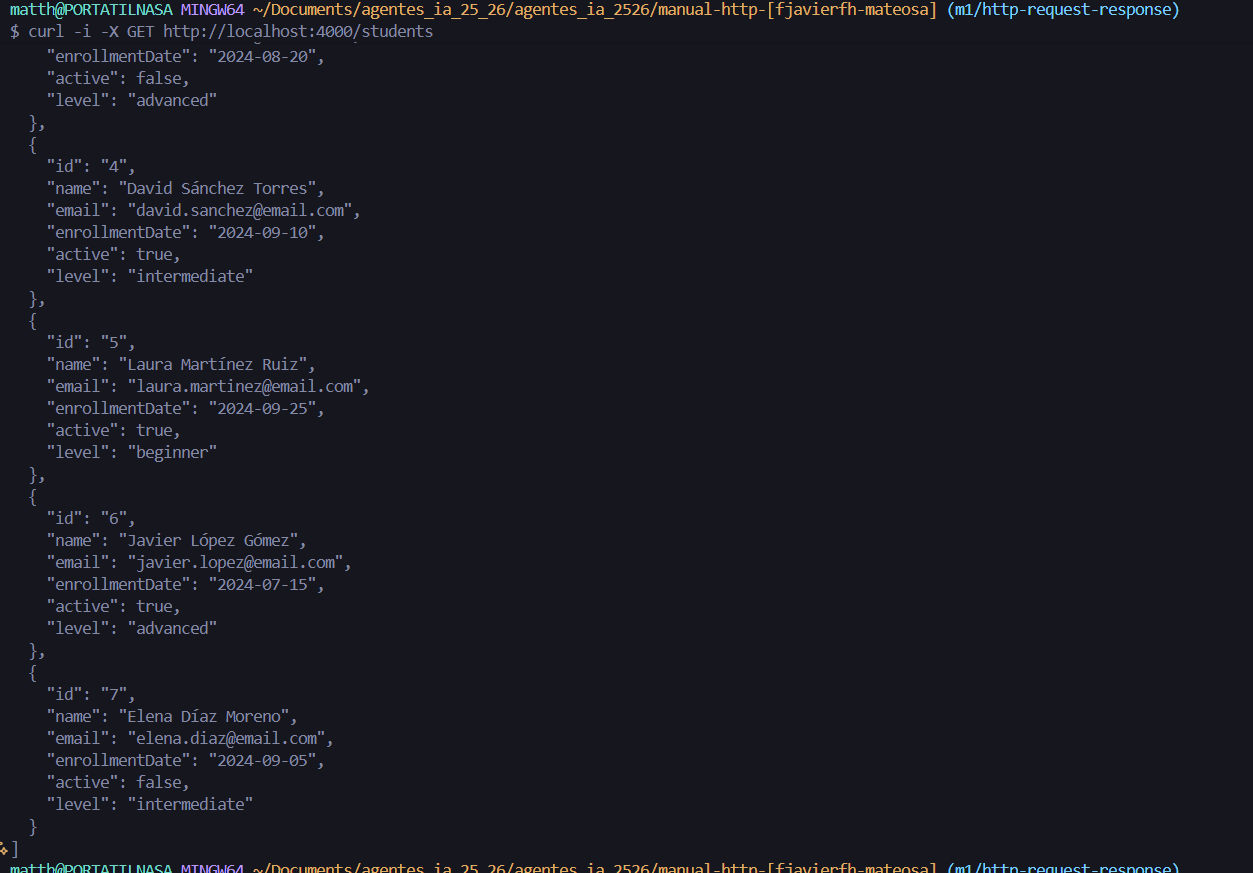 matth@PORTATILNASA MINGW64 ~/Documents/agentes_ia_25_26/agentes_ia_2526/manual-http-[fjavierfh-mateosa] (m1/http-request-response)
$ curl -i -X GET http://localhost:4000/students
    "enrollmentDate": "2024-08-20",
    "active": false,
    "level": "advanced"
  },
  {
    "id": "4",
    "name": "David Sánchez Torres",
    "email": "david.sanchez@email.com",
    "enrollmentDate": "2024-09-10",
    "active": true,
    "level": "intermediate"
  },
  {
    "id": "5",
    "name": "Laura Martínez Ruiz",
    "email": "laura.martinez@email.com",
    "enrollmentDate": "2024-09-25",
    "active": true,
    "level": "beginner"
  },
  {
    "id": "6",
    "name": "Javier López Gómez",
    "email": "javier.lopez@email.com",
    "enrollmentDate": "2024-07-15",
    "active": true,
    "level": "advanced"
  },
  {
    "id": "7",
    "name": "Elena Díaz Moreno",
    "email": "elena.diaz@email.com",
    "enrollmentDate": "2024-09-05",
    "active": false,
    "level": "intermediate"
  }
]
matth@PORTATILNASA MINGW64 ~/Documents/agentes_ia_25_26/agentes_ia_2526/manual-http-[fjavierfh-mateosa] (m1/http-request-response)